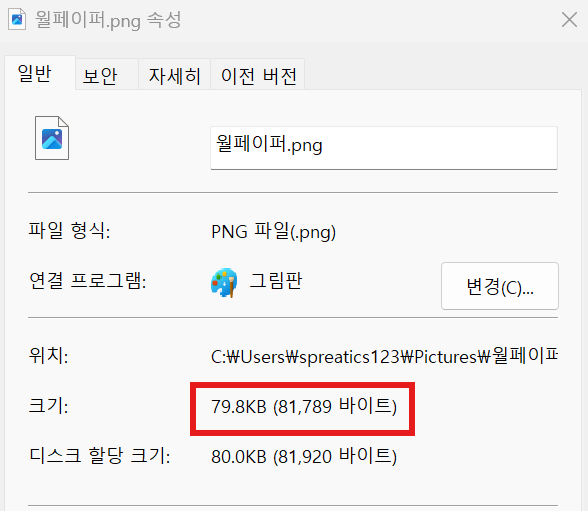 월페이퍼.png 속성
일반 보안 자세히 이전 버전
월페이퍼.png
파일 형식: PNG 파일(.png)
연결 프로그램: 그림판 변경(C)...
위치: C:₩Users₩spreatics123₩Pictures₩월페이퍼
크기: 79.8KB (81,789 바이트)
디스크 할당 크기: 80.0KB (81,920 바이트)